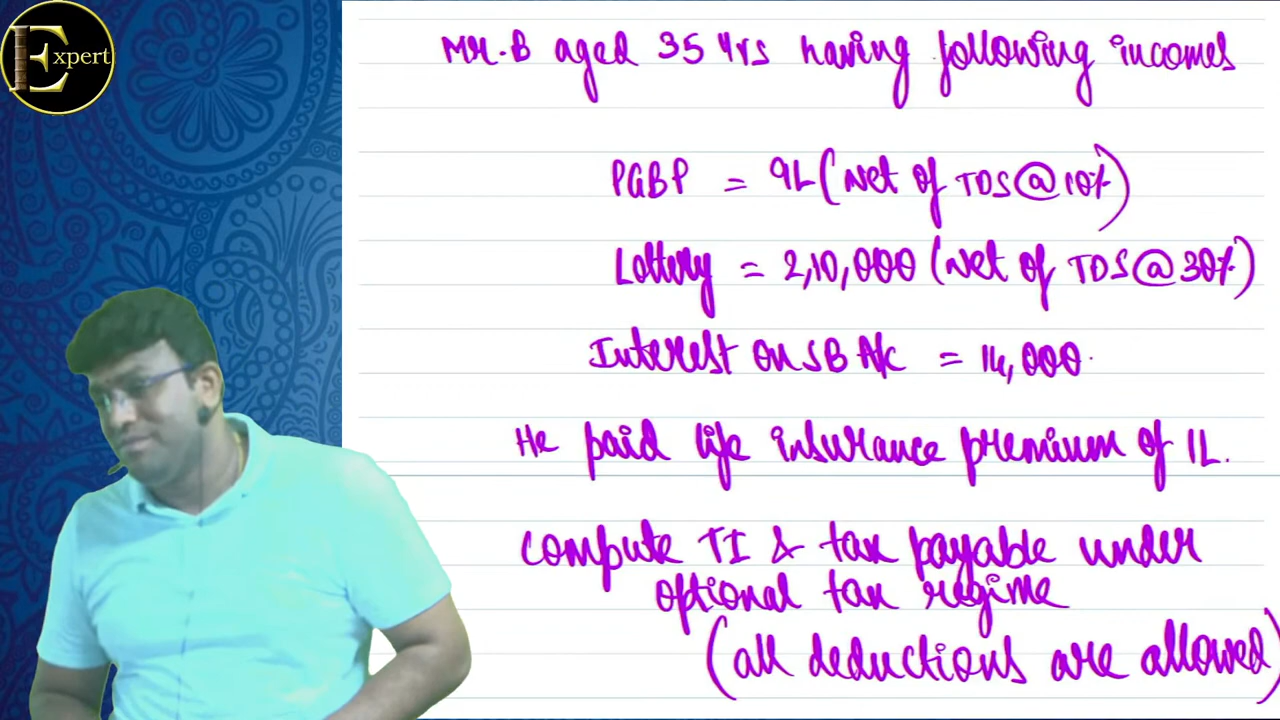 Expert
Mr.B aged 35 Yrs having following incomes
PGBP = 9L (Net of TDS@10%)
Lottery = 2,10,000 (Net of TDS@30%)
Interest on SB A/c = 14,000.
He paid life insurance premium of 1L.
compute TI & tax payable under
optional tax regime
(all deductions are allowed)